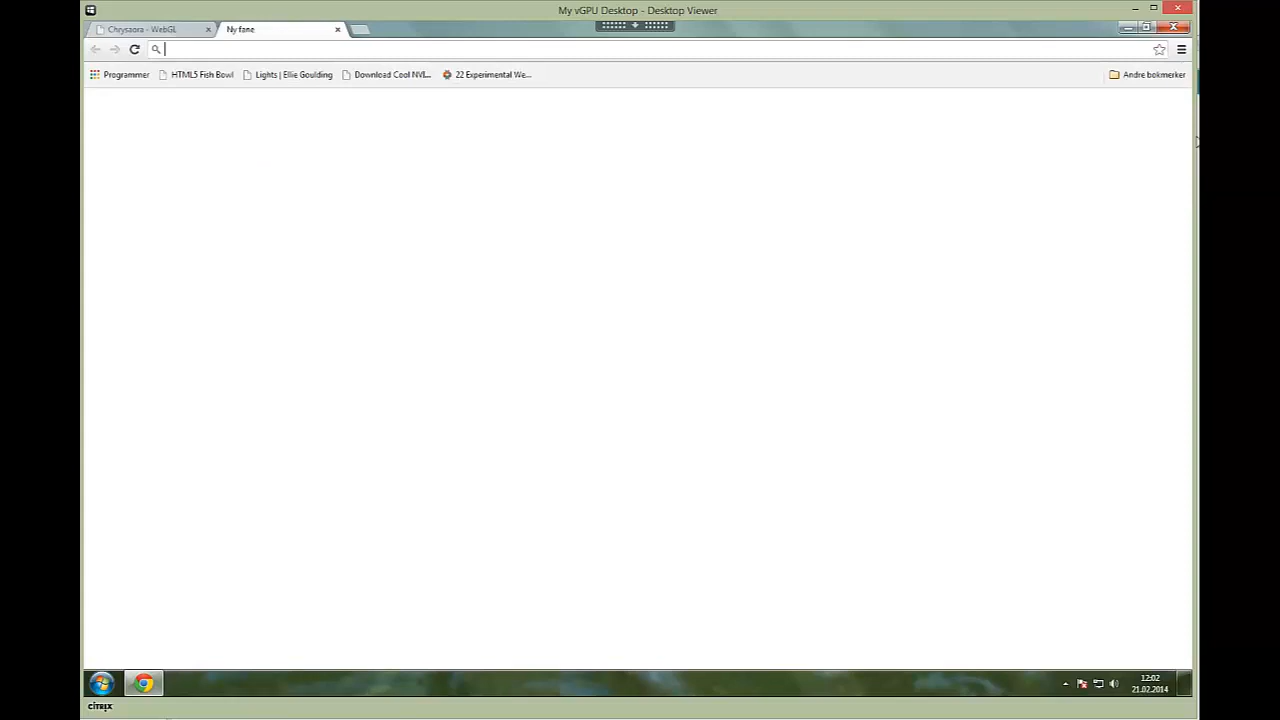 My vGPU Desktop - Desktop Viewer
Chrysaora - WebGL
Ny fane
Programmer
HTML5 Fish Bowl
Lights | Ellie Goulding
Download Cool NVI...
22 Experimental We...
Andre bokmerker
12:02
21.02.2014
CITRIX